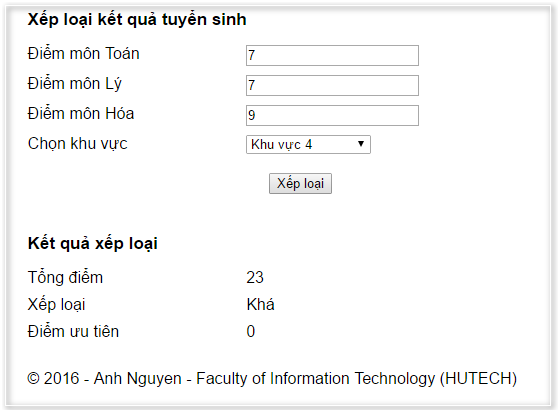 Xếp loại kết quả tuyển sinh
Điểm môn Toán 7
Điểm môn Lý 7
Điểm môn Hóa 9
Chọn khu vực Khu vực 4
Xếp loại
Kết quả xếp loại
Tổng điểm 23
Xếp loại Khá
Điểm ưu tiên 0
© 2016 - Anh Nguyen - Faculty of Information Technology (HUTECH)